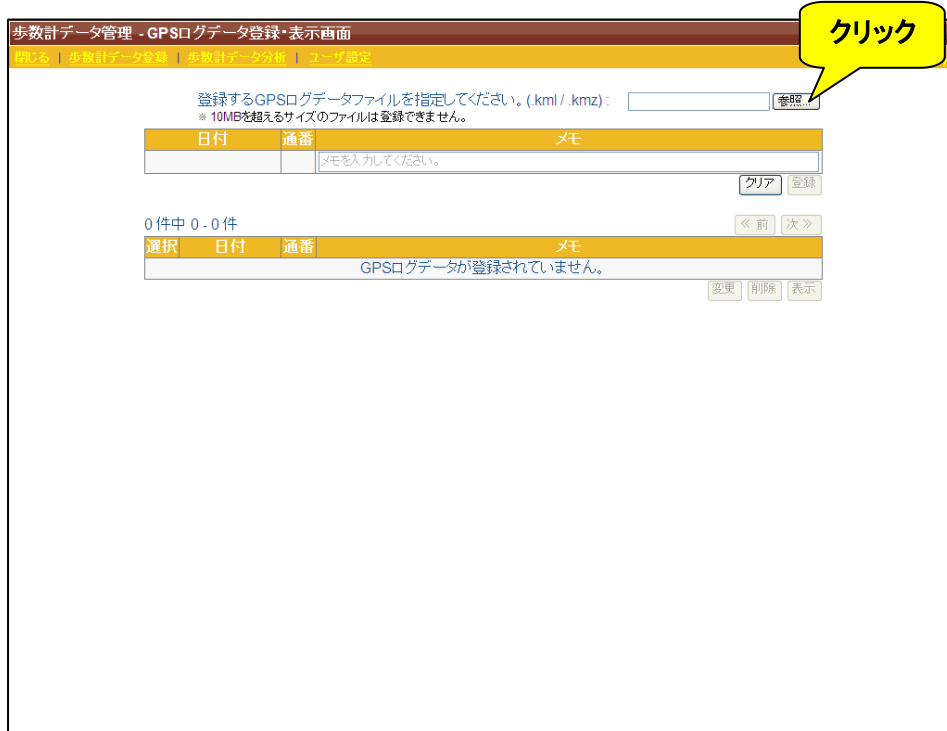 クリック
歩数計データ管理 - GPSログデータ登録・表示画面
閉じる | 歩数計データ登録 | 歩数計データ分析 | ユーザ設定
登録するGPSログデータファイルを指定してください。(.kml / .kmz) : 参照...
※ 10MBを超えるサイズのファイルは登録できません。
日付 通番 メモ
メモを入力してください。
クリア 登録
0 件中 0 - 0 件 ≪ 前 次 ≫
選択 日付 通番 メモ
GPSログデータが登録されていません。
変更 削除 表示